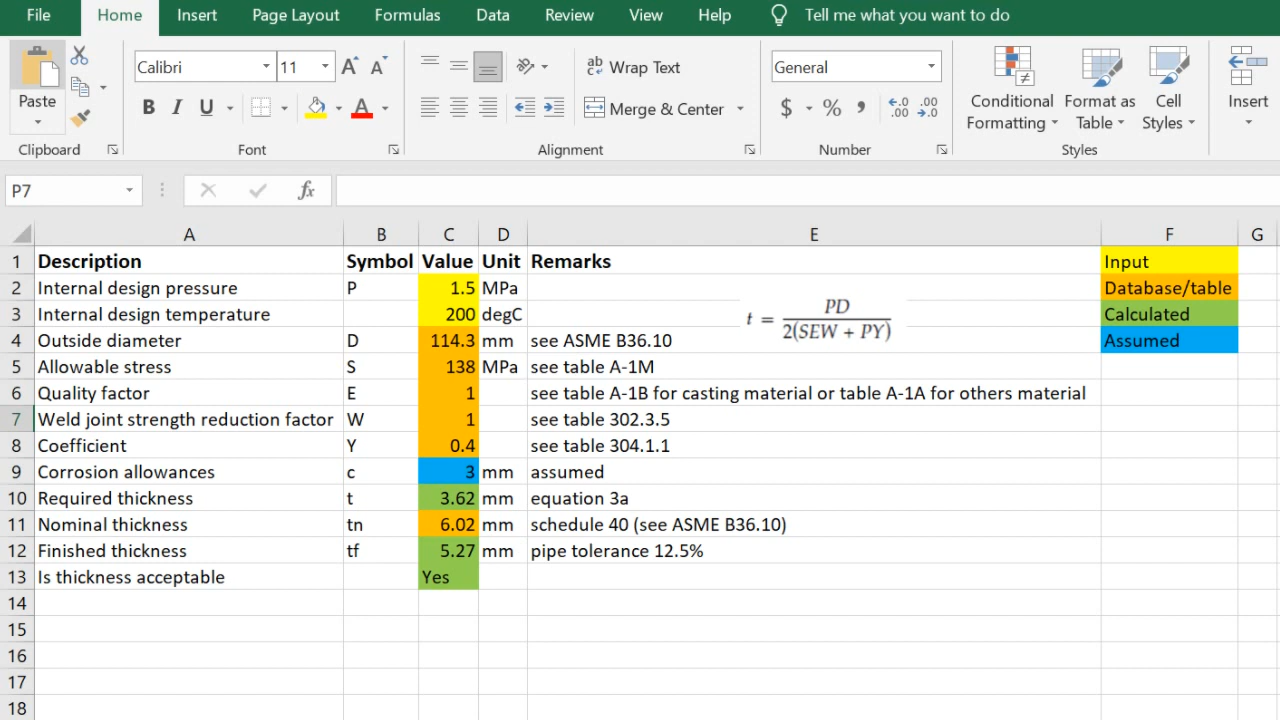 File Home Insert Page Layout Formulas Data Review View Help Tell me what you want to do
Calibri 11 A A ab c Wrap Text General
Paste B I U A Merge & Center $ % , ←.0 .00 .00 →.0 Conditional Formatting Format as Table Cell Styles Insert
Clipboard Font Alignment Number Styles
P7 fx
A B C D E F G
1 Description Symbol Value Unit Remarks Input
2 Internal design pressure P 1.5 MPa Database/table
3 Internal design temperature 200 degC t = PD / 2(SEW + PY) Calculated
4 Outside diameter D 114.3 mm see ASME B36.10 Assumed
5 Allowable stress S 138 MPa see table A-1M
6 Quality factor E 1 see table A-1B for casting material or table A-1A for others material
7 Weld joint strength reduction factor W 1 see table 302.3.5
8 Coefficient Y 0.4 see table 304.1.1
9 Corrosion allowances c 3 mm assumed
10 Required thickness t 3.62 mm equation 3a
11 Nominal thickness tn 6.02 mm schedule 40 (see ASME B36.10)
12 Finished thickness tf 5.27 mm pipe tolerance 12.5%
13 Is thickness acceptable Yes
14
15
16
17
18